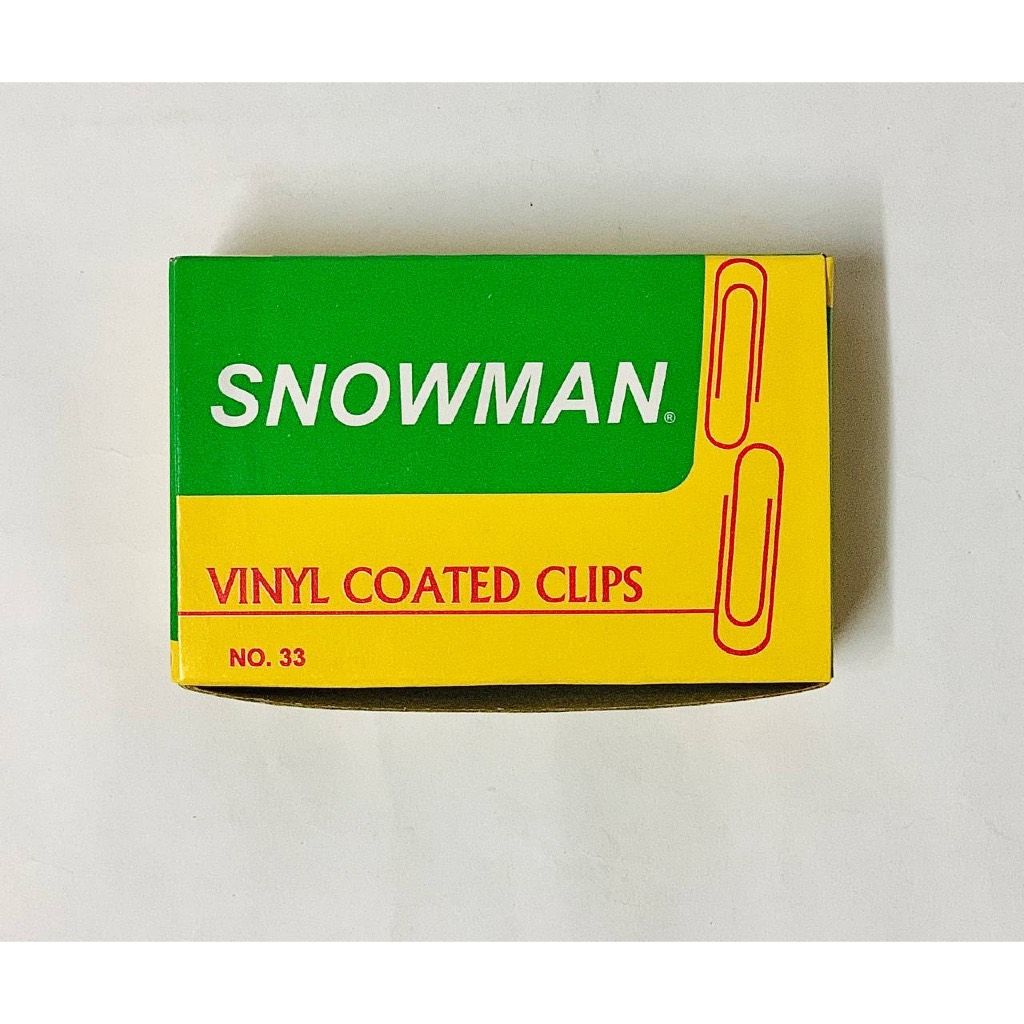 SNOWMAN®
VINYL COATED CLIPS
NO. 33